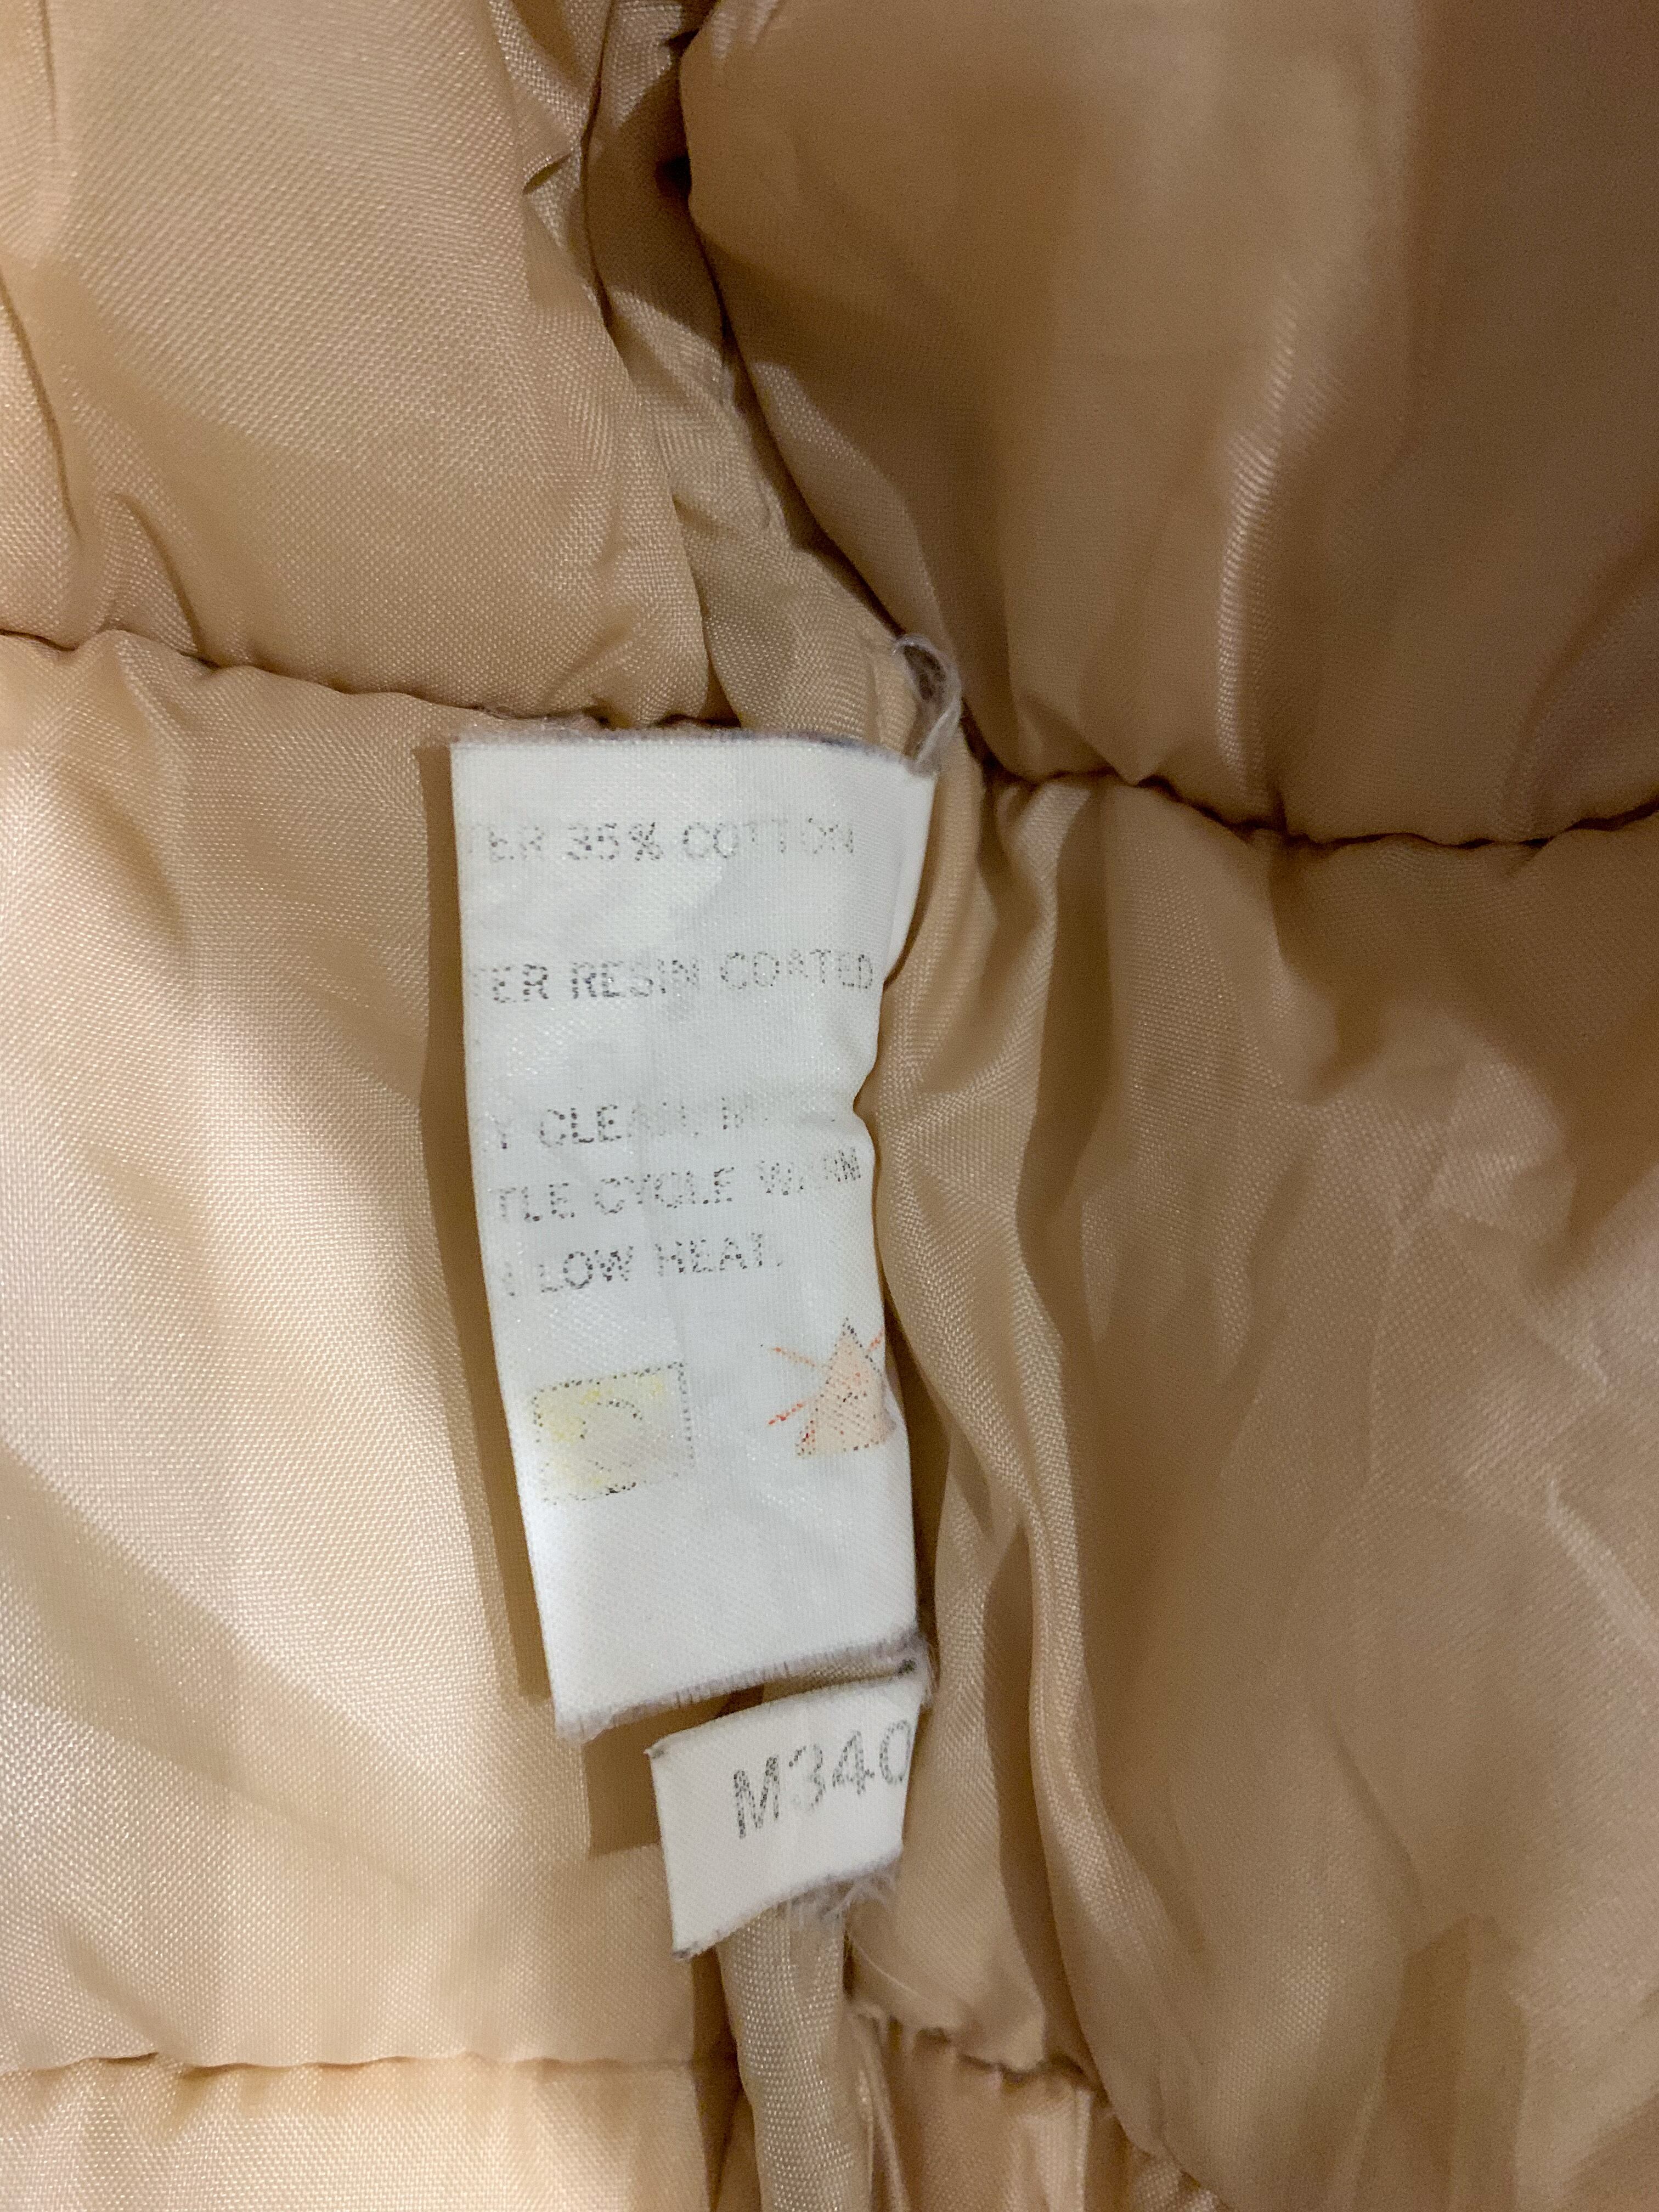 TER 35% COTTON
TER RESIN COATED
Y CLEAN,
TLE CYCLE WARM
Y LOW HEAT.
M340